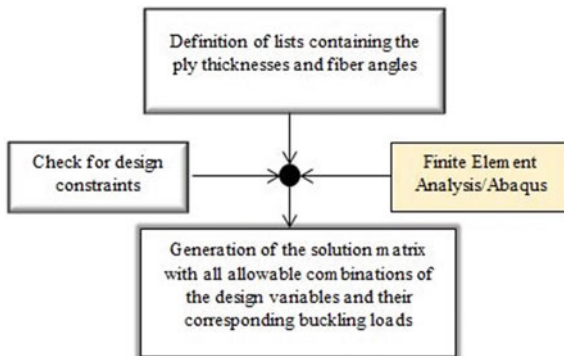 Definition of lists containing the
ply thicknesses and fiber angles
Check for design
constraints
Finite Element
Analysis/Abaqus
Generation of the solution matrix
with all allowable combinations of
the design variables and their
corresponding buckling loads